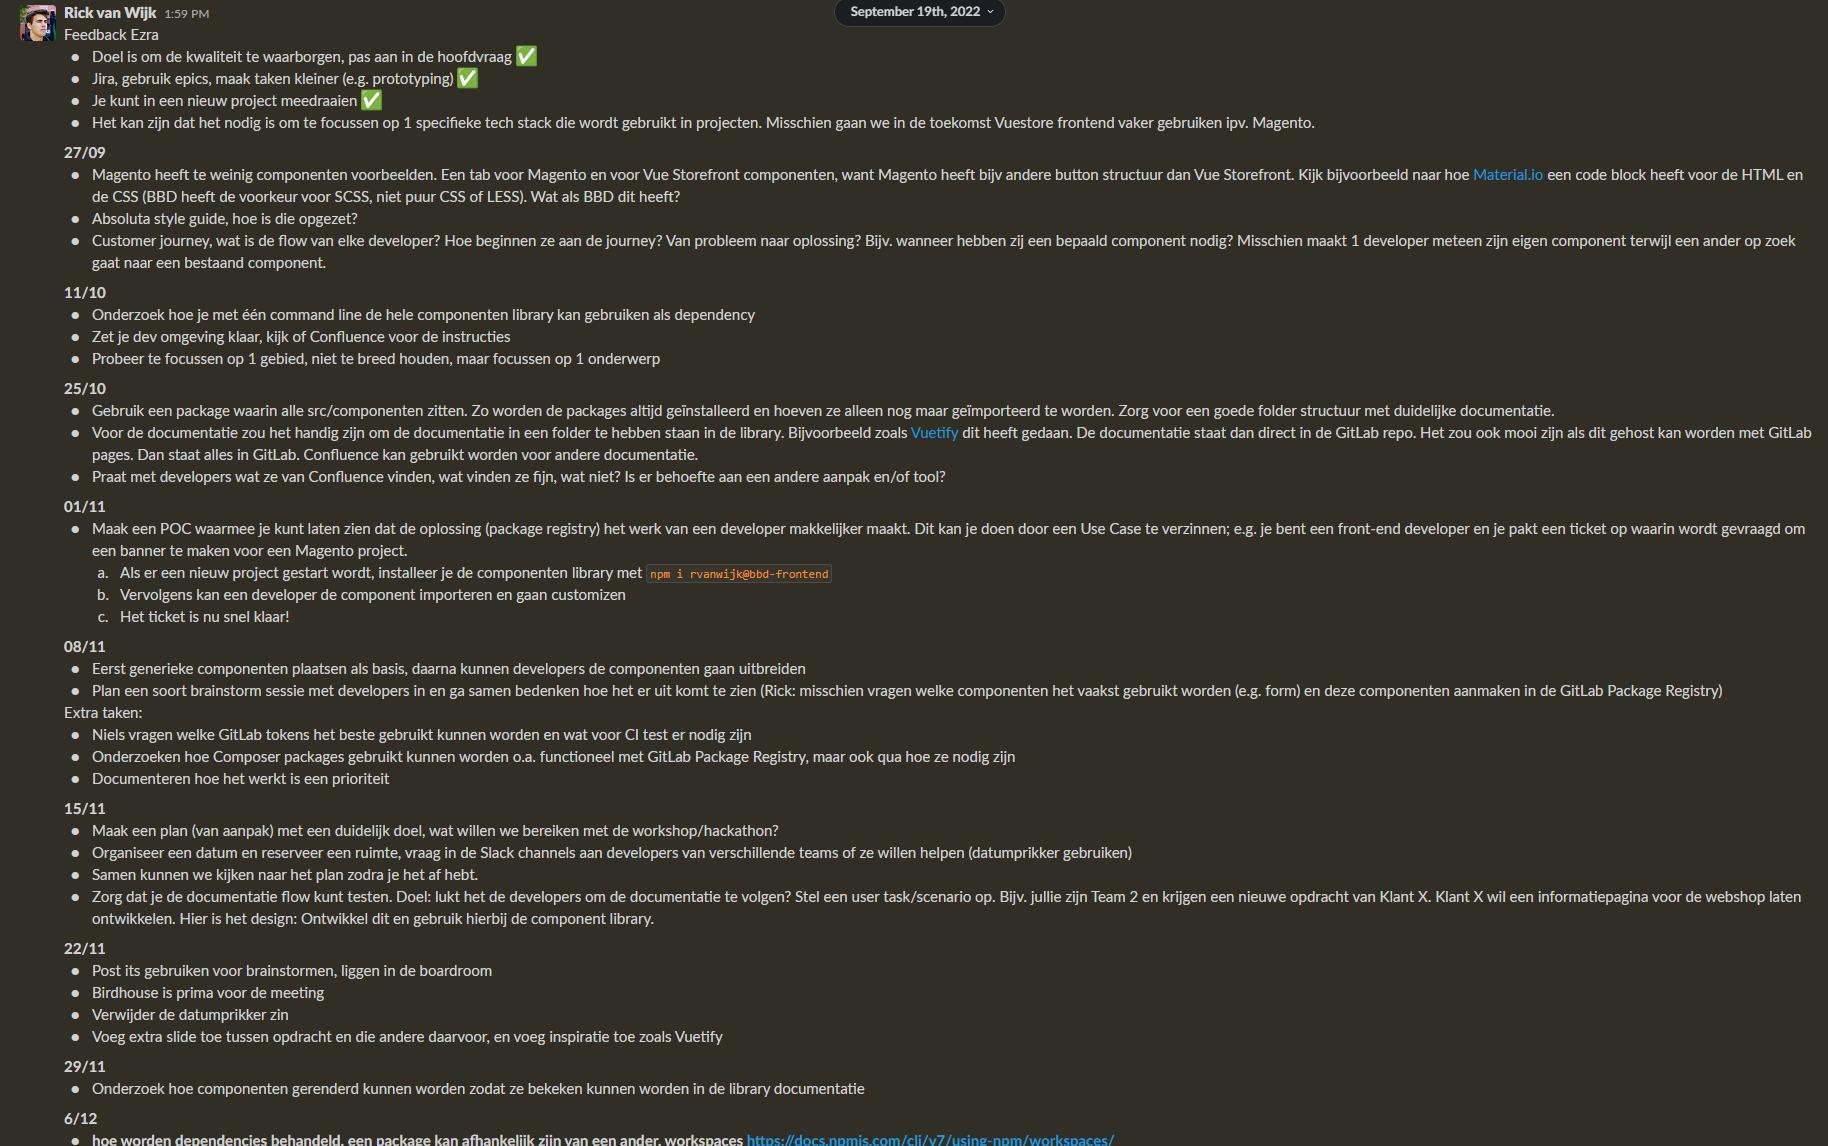 September 19th, 2022
Rick van Wijk 1:59 PM
Feedback Ezra
• Doel is om de kwaliteit te waarborgen, pas aan in de hoofdvraag ✅
• Jira, gebruik epics, maak taken kleiner (e.g. prototyping) ✅
• Je kunt in een nieuw project meedraaien ✅
• Het kan zijn dat het nodig is om te focussen op 1 specifieke tech stack die wordt gebruikt in projecten. Misschien gaan we in de toekomst Vuestore frontend vaker gebruiken ipv. Magento.
27/09
• Magento heeft te weinig componenten voorbeelden. Een tab voor Magento en voor Vue Storefront componenten, want Magento heeft bijv andere button structuur dan Vue Storefront. Kijk bijvoorbeeld naar hoe Material.io een code block heeft voor de HTML en
de CSS (BBD heeft de voorkeur voor SCSS, niet puur CSS of LESS). Wat als BBD dit heeft?
• Absoluta style guide, hoe is die opgezet?
• Customer journey, wat is de flow van elke developer? Hoe beginnen ze aan de journey? Van probleem naar oplossing? Bijv. wanneer hebben zij een bepaald component nodig? Misschien maakt 1 developer meteen zijn eigen component terwijl een ander op zoek
gaat naar een bestaand component.
11/10
• Onderzoek hoe je met één command line de hele componenten library kan gebruiken als dependency
• Zet je dev omgeving klaar, kijk of Confluence voor de instructies
• Probeer te focussen op 1 gebied, niet te breed houden, maar focussen op 1 onderwerp
25/10
• Gebruik een package waarin alle src/componenten zitten. Zo worden de packages altijd geïnstalleerd en hoeven ze alleen nog maar geïmporteerd te worden. Zorg voor een goede folder structuur met duidelijke documentatie.
• Voor de documentatie zou het handig zijn om de documentatie in een folder te hebben staan in de library. Bijvoorbeeld zoals Vuetify dit heeft gedaan. De documentatie staat dan direct in de GitLab repo. Het zou ook mooi zijn als dit gehost kan worden met GitLab
pages. Dan staat alles in GitLab. Confluence kan gebruikt worden voor andere documentatie.
• Praat met developers wat ze van Confluence vinden, wat vinden ze fijn, wat niet? Is er behoefte aan een andere aanpak en/of tool?
01/11
• Maak een POC waarmee je kunt laten zien dat de oplossing (package registry) het werk van een developer makkelijker maakt. Dit kan je doen door een Use Case te verzinnen; e.g. je bent een front-end developer en je pakt een ticket op waarin wordt gevraagd om
een banner te maken voor een Magento project.
a. Als er een nieuw project gestart wordt, installeer je de componenten library met npm i rvanwijk@bbd-frontend
b. Vervolgens kan een developer de component importeren en gaan customizen
c. Het ticket is nu snel klaar!
08/11
• Eerst generieke componenten plaatsen als basis, daarna kunnen developers de componenten gaan uitbreiden
• Plan een soort brainstorm sessie met developers in en ga samen bedenken hoe het er uit komt te zien (Rick: misschien vragen welke componenten het vaakst gebruikt worden (e.g. form) en deze componenten aanmaken in de GitLab Package Registry)
Extra taken:
• Niels vragen welke GitLab tokens het beste gebruikt kunnen worden en wat voor CI test er nodig zijn
• Onderzoeken hoe Composer packages gebruikt kunnen worden o.a. functioneel met GitLab Package Registry, maar ook qua hoe ze nodig zijn
• Documenteren hoe het werkt is een prioriteit
15/11
• Maak een plan (van aanpak) met een duidelijk doel, wat willen we bereiken met de workshop/hackathon?
• Organiseer een datum en reserveer een ruimte, vraag in de Slack channels aan developers van verschillende teams of ze willen helpen (datumprikker gebruiken)
• Samen kunnen we kijken naar het plan zodra je het af hebt.
• Zorg dat je de documentatie flow kunt testen. Doel: lukt het de developers om de documentatie te volgen? Stel een user task/scenario op. Bijv. jullie zijn Team 2 en krijgen een nieuwe opdracht van Klant X. Klant X wil een informatiepagina voor de webshop laten
ontwikkelen. Hier is het design: Ontwikkel dit en gebruik hierbij de component library.
22/11
• Post its gebruiken voor brainstormen, liggen in de boardroom
• Birdhouse is prima voor de meeting
• Verwijder de datumprikker zin
• Voeg extra slide toe tussen opdracht en die andere daarvoor, en voeg inspiratie toe zoals Vuetify
29/11
• Onderzoek hoe componenten gerenderd kunnen worden zodat ze bekeken kunnen worden in de library documentatie
6/12
• hoe worden dependencies behandeld, een package kan afhankelijk zijn van een ander, workspaces https://docs.npmjs.com/cli/v7/using-npm/workspaces/